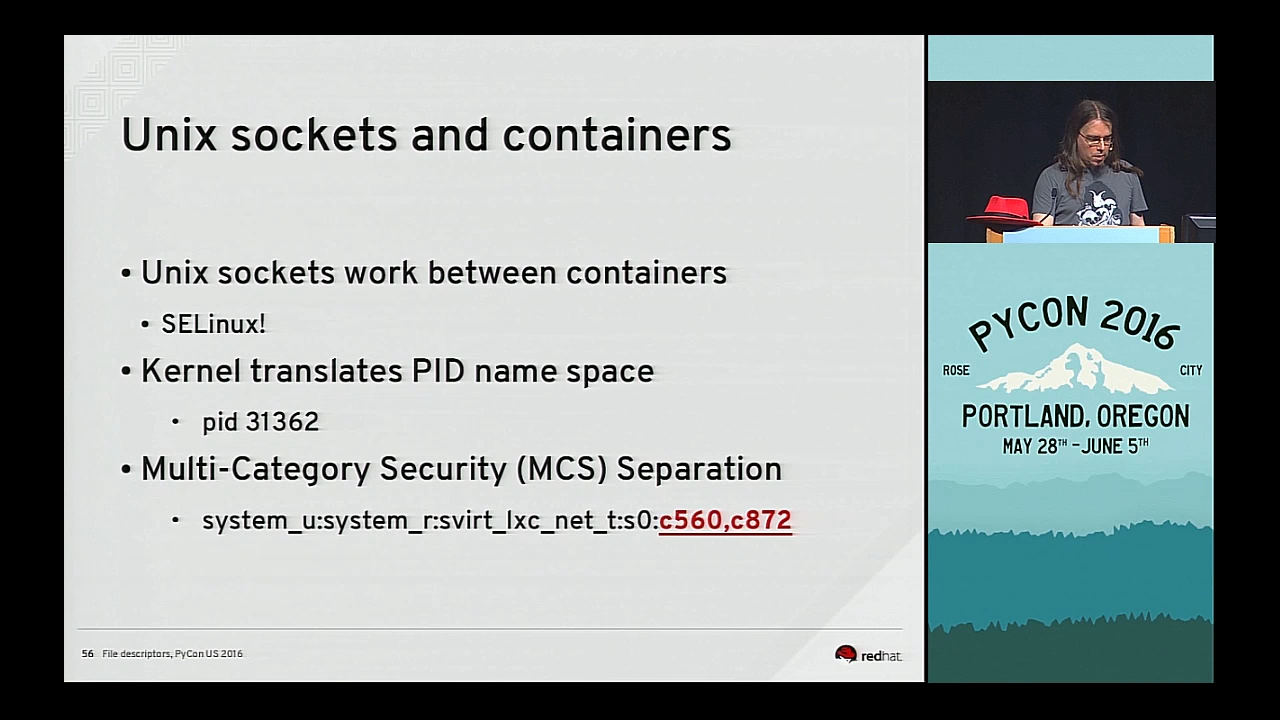 Unix sockets and containers
• Unix sockets work between containers
• SELinux!
• Kernel translates PID name space
• pid 31362
• Multi-Category Security (MCS) Separation
• system_u:system_r:svirt_lxc_net_t:s0:c560,c872
56 File descriptors, PyCon US 2016
redhat.
PYCON 2016
ROSE CITY
PORTLAND, OREGON
MAY 28TH – JUNE 5TH